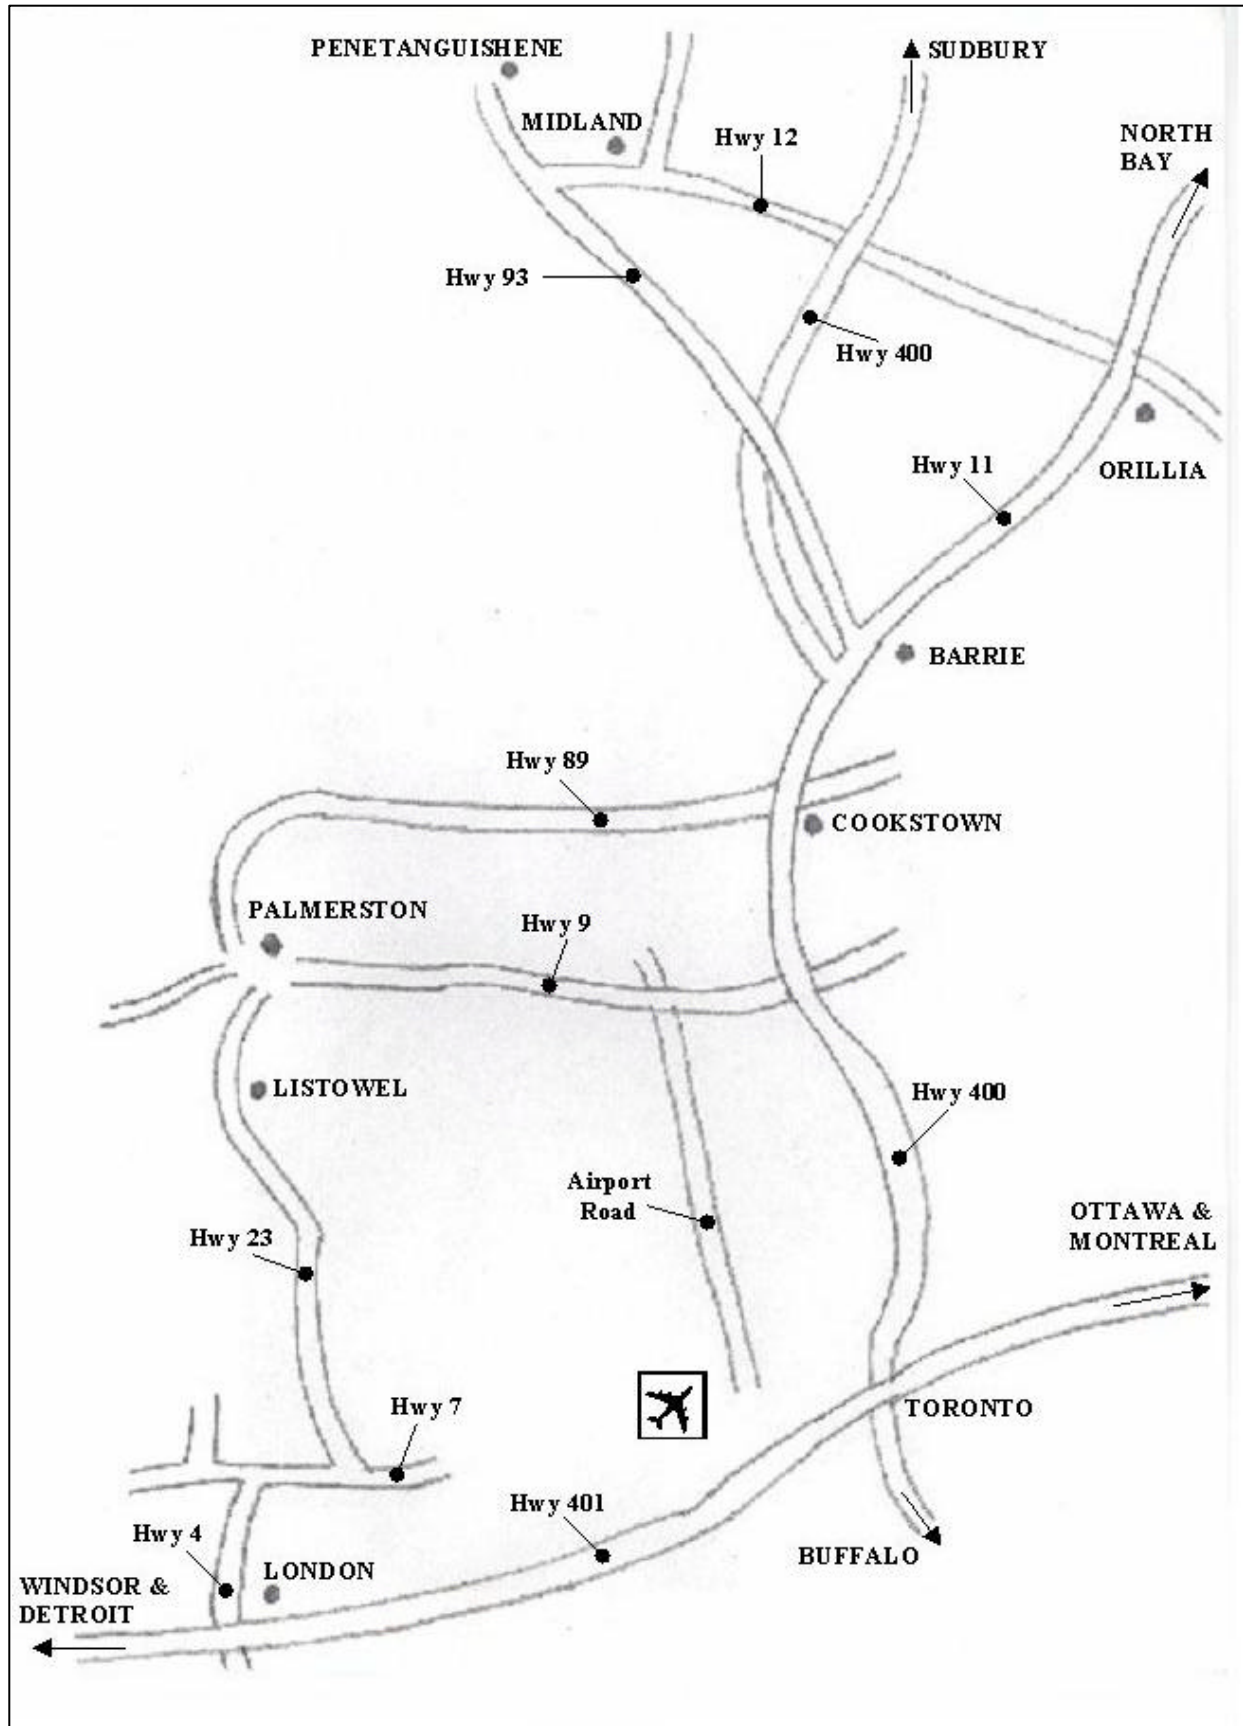 PENETANGUISHENE
SUDBURY
MIDLAND
Hwy 12
NORTH
BAY
Hwy 93
Hwy 400
Hwy 11
ORILLIA
BARRIE
Hwy 89
COOKSTOWN
PALMERSTON
Hwy 9
LISTOWEL
Hwy 400
Airport
Road
OTTAWA &
MONTREAL
Hwy 23
Hwy 7
TORONTO
Hwy 401
Hwy 4
BUFFALO
LONDON
WINDSOR &
DETROIT